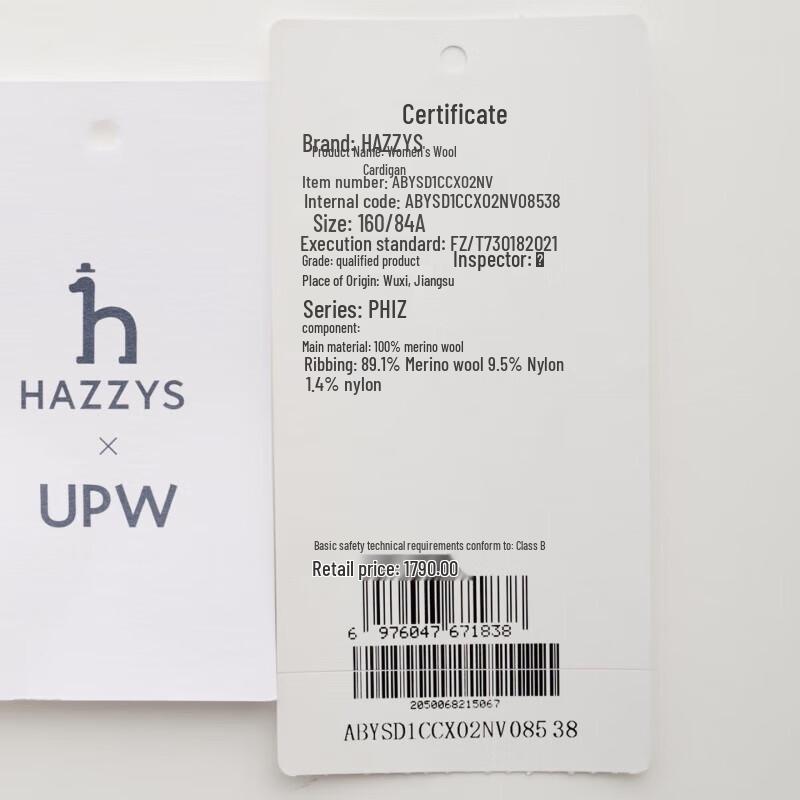 h
HAZZYS
×
UPW
Certificate
Brand: HAZZYS
Product Name: Women's Wool
Cardigan
Item number: ABYSD1CCX02NV
Internal code: ABYSD1CCX02NV08538
Size: 160/84A
Execution standard: FZ/T730182021
Grade: qualified product
Inspector:
Place of Origin: Wuxi, Jiangsu
Series: PHIZ
component:
Main material: 100% merino wool
Ribbing: 89.1% Merino wool 9.5% Nylon
1.4% nylon
Basic safety technical requirements conform to: Class B
Retail price: 1790.00
6 976047 671838
2050068215067
ABYSD1CCX02NV08538